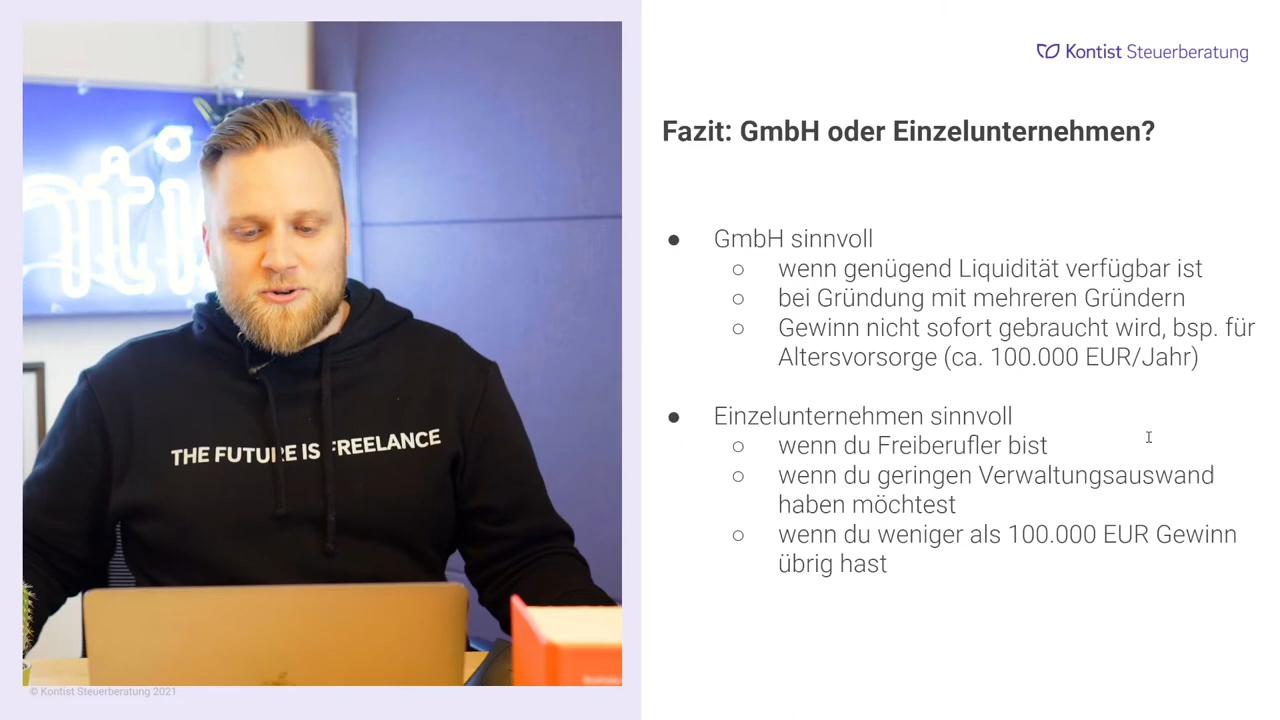 Kontist Steuerberatung
Fazit: GmbH oder Einzelunternehmen?
● GmbH sinnvoll
○ wenn genügend Liquidität verfügbar ist
○ bei Gründung mit mehreren Gründern
○ Gewinn nicht sofort gebraucht wird, bsp. für
Altersvorsorge (ca. 100.000 EUR/Jahr)
● Einzelunternehmen sinnvoll
○ wenn du Freiberufler bist
○ wenn du geringen Verwaltungsauswand
haben möchtest
○ wenn du weniger als 100.000 EUR Gewinn
übrig hast
nti
THE FUTURE IS FREELANCE
© Kontist Steuerberatung 2021